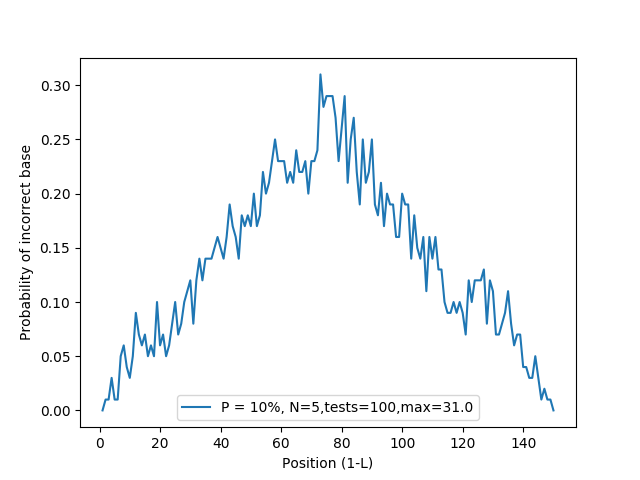 0.30
0.25
0.20
0.15
0.10
0.05
0.00
Probability of incorrect base
P = 10%, N=5,tests=100,max=31.0
0 20 40 60 80 100 120 140
Position (1-L)